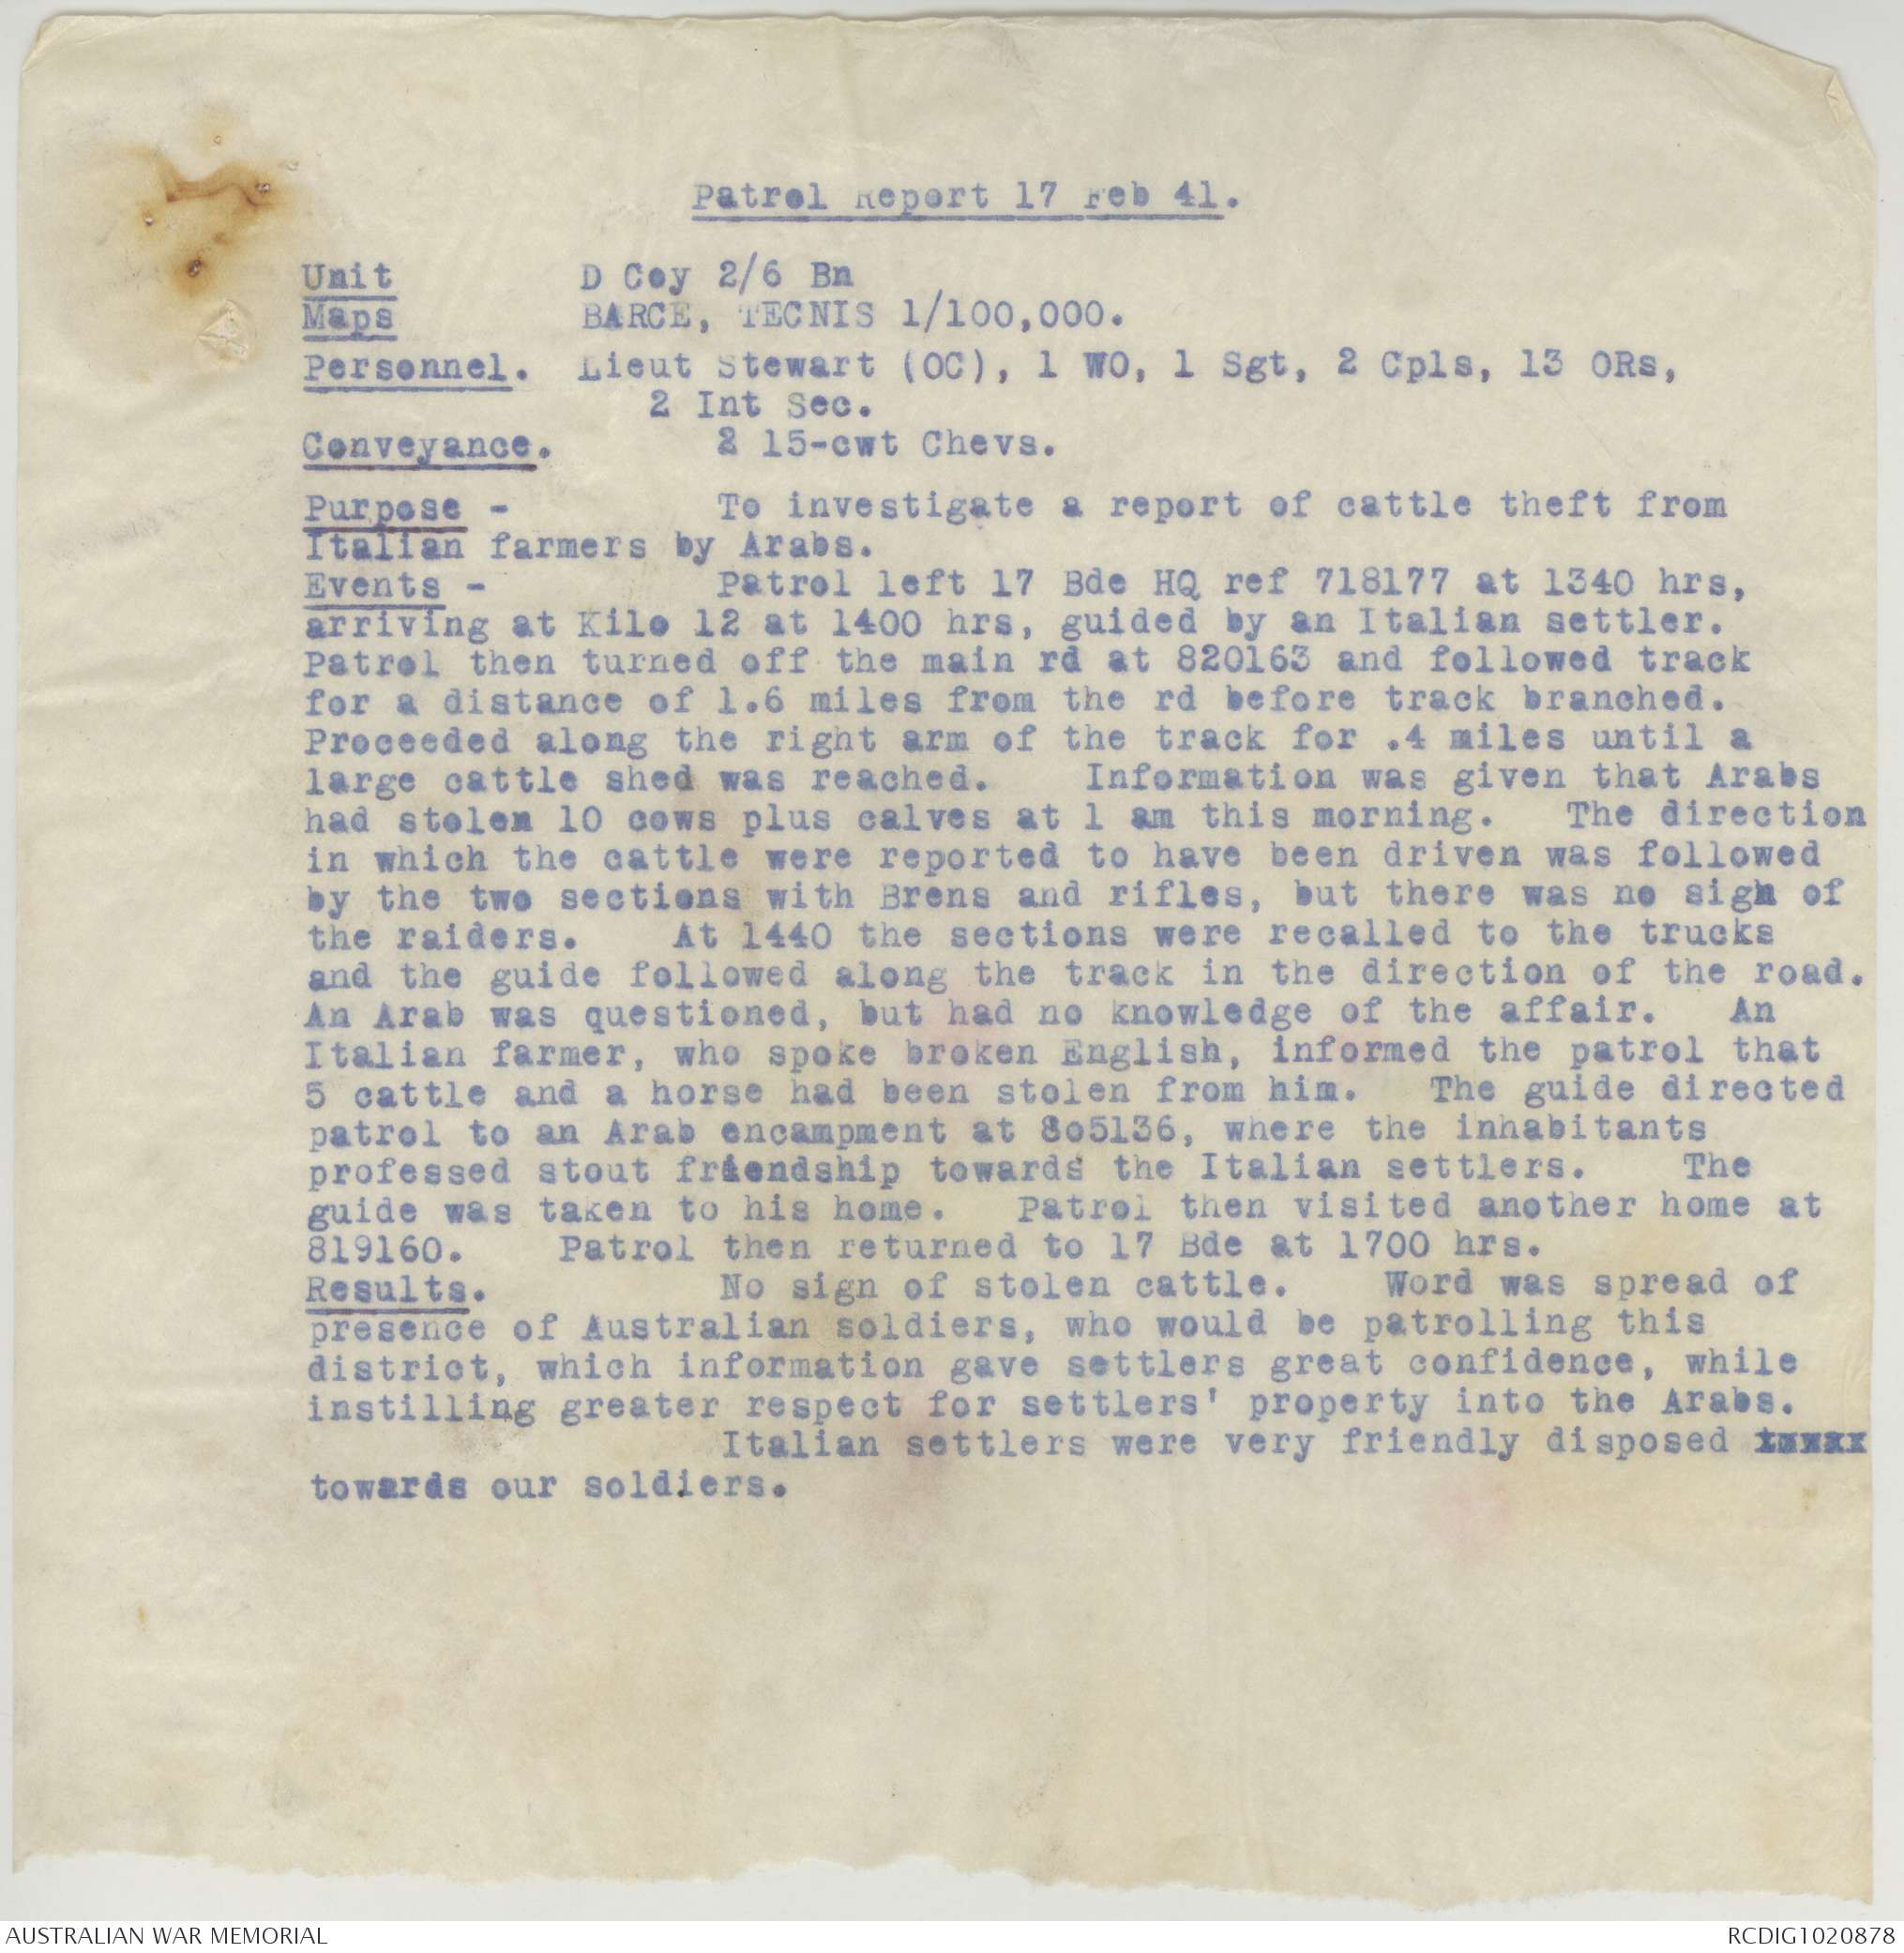 Patrol Report 17 Feb 41.
Unit D Coy 2/6 Bn
Maps BARCE, TECNIS 1/100,000.
Personnel. Lieut Stewart (OC), 1 WO, 1 Sgt, 2 Cpls, 13 ORs,
2 Int Sec.
Conveyance. 2 15-cwt Chevs.
Purpose - To investigate a report of cattle theft from
Italian farmers by Arabs.
Events - Patrol left 17 Bde HQ ref 718177 at 1340 hrs,
arriving at Kilo 12 at 1400 hrs, guided by an Italian settler.
Patrol then turned off the main rd at 820163 and followed track
for a distance of 1.6 miles from the rd before track branched.
Proceeded along the right arm of the track for .4 miles until a
large cattle shed was reached. Information was given that Arabs
had stolen 10 cows plus calves at 1 am this morning. The direction
in which the cattle were reported to have been driven was followed
by the two sections with Brens and rifles, but there was no sign of
the raiders. At 1440 the sections were recalled to the trucks
and the guide followed along the track in the direction of the road.
An Arab was questioned, but had no knowledge of the affair. An
Italian farmer, who spoke broken English, informed the patrol that
5 cattle and a horse had been stolen from him. The guide directed
patrol to an Arab encampment at 8o5136, where the inhabitants
professed stout friendship towards the Italian settlers. The
guide was taken to his home. Patrol then visited another home at
819160. Patrol then returned to 17 Bde at 1700 hrs.
Results. No sign of stolen cattle. Word was spread of
presence of Australian soldiers, who would be patrolling this
district, which information gave settlers great confidence, while
instilling greater respect for settlers' property into the Arabs.
Italian settlers were very friendly disposed
towards our soldiers.
AUSTRALIAN WAR MEMORIAL
RCDIG1020878